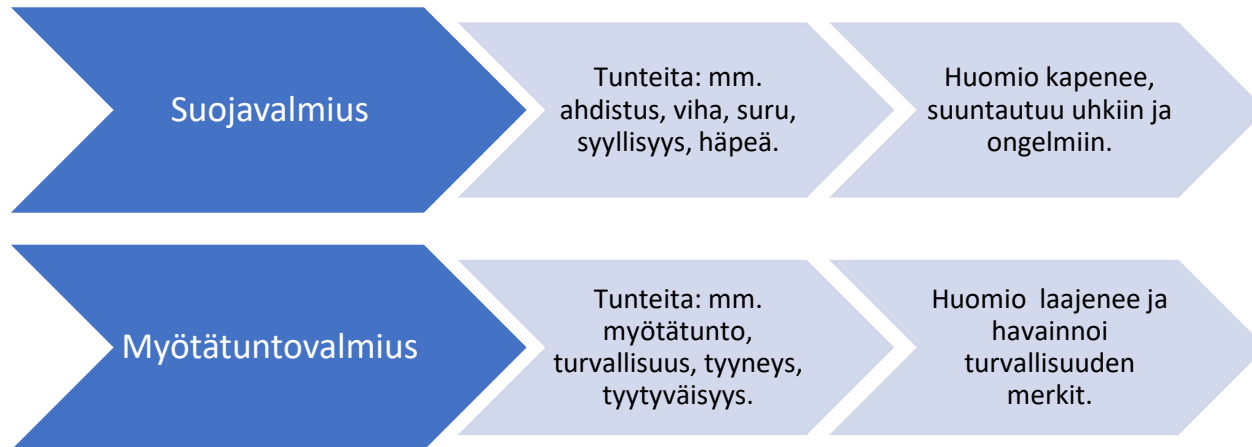 Suojavalmius
Tunteita: mm.
ahdistus, viha, suru,
syyllisyys, häpeä.
Huomio kapenee,
suuntautuu uhkiin ja
ongelmiin.
Myötätuntovalmius
Tunteita: mm.
myötätunto,
turvallisuus, tyyneys,
tyytyväisyys.
Huomio  laajenee ja
havainnoi
turvallisuuden
merkit.